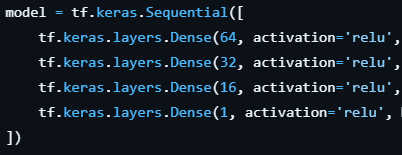 model = tf.keras.Sequential([
    tf.keras.layers.Dense(64, activation='relu',
    tf.keras.layers.Dense(32, activation='relu',
    tf.keras.layers.Dense(16, activation='relu',
    tf.keras.layers.Dense(1, activation='relu',
])